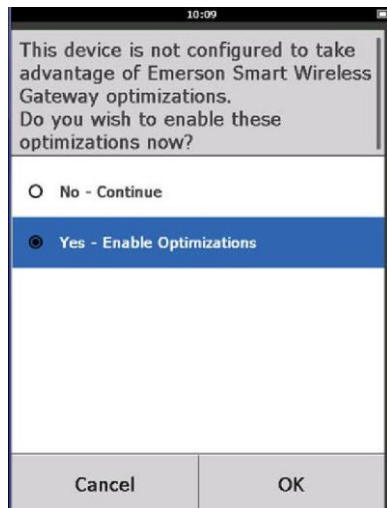 10:09
This device is not configured to take
advantage of Emerson Smart Wireless
Gateway optimizations.
Do you wish to enable these
optimizations now?
No - Continue
Yes - Enable Optimizations
Cancel
OK